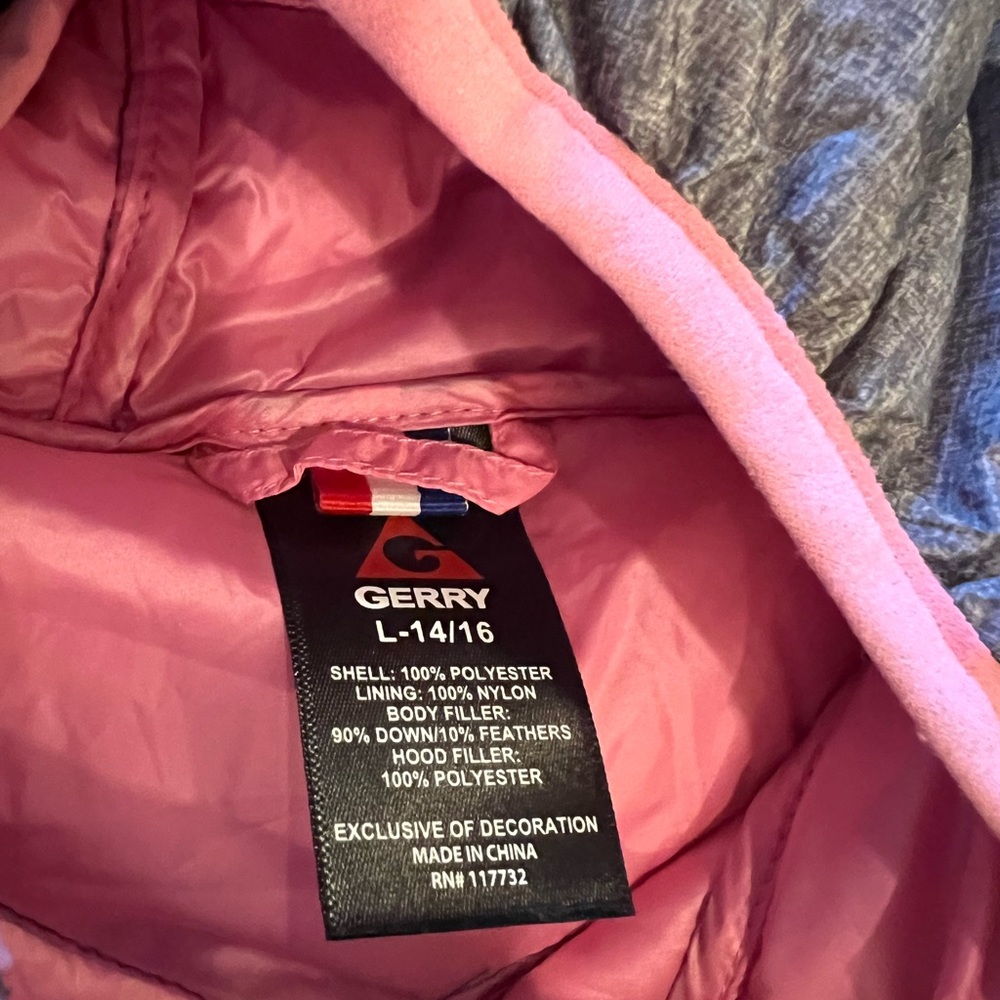 GERRY
L-14/16
SHELL: 100% POLYESTER
LINING: 100% NYLON
BODY FILLER:
90% DOWN/10% FEATHERS
HOOD FILLER:
100% POLYESTER
EXCLUSIVE OF DECORATION
MADE IN CHINA
RN# 117732